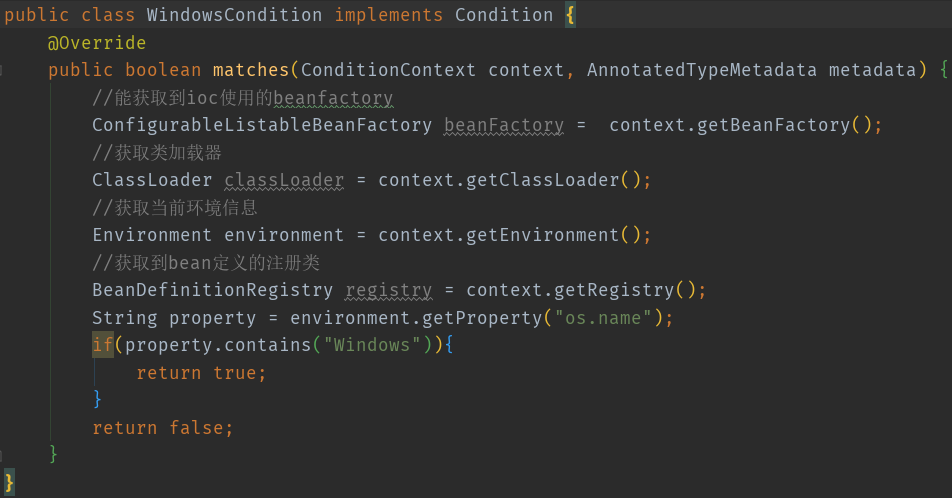 public class WindowsCondition implements Condition {
@Override
public boolean matches(ConditionContext context, AnnotatedTypeMetadata metadata) {
//能获取到ioc使用的beanfactory
ConfigurableListableBeanFactory beanFactory =  context.getBeanFactory();
//获取类加载器
ClassLoader classLoader = context.getClassLoader();
//获取当前环境信息
Environment environment = context.getEnvironment();
//获取到bean定义的注册类
BeanDefinitionRegistry registry = context.getRegistry();
String property = environment.getProperty("os.name");
if(property.contains("Windows")){
return true;
}
return false;
}
}